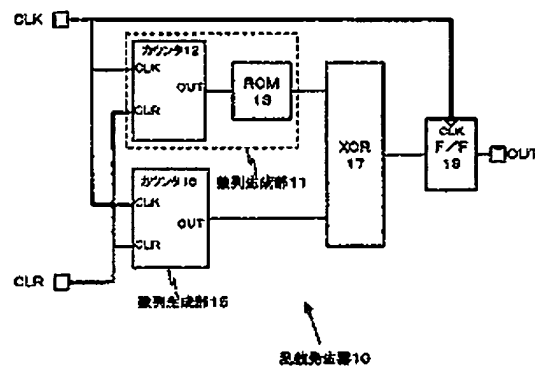 CLK
カウンタ12
CLK
OUT
CLR
ROM
13
数列生成部11
XOR
17
CLK
F/F
19
OUT
カウンタ16
CLK
OUT
CLR
CLR
数列生成部15
乱数発生器10